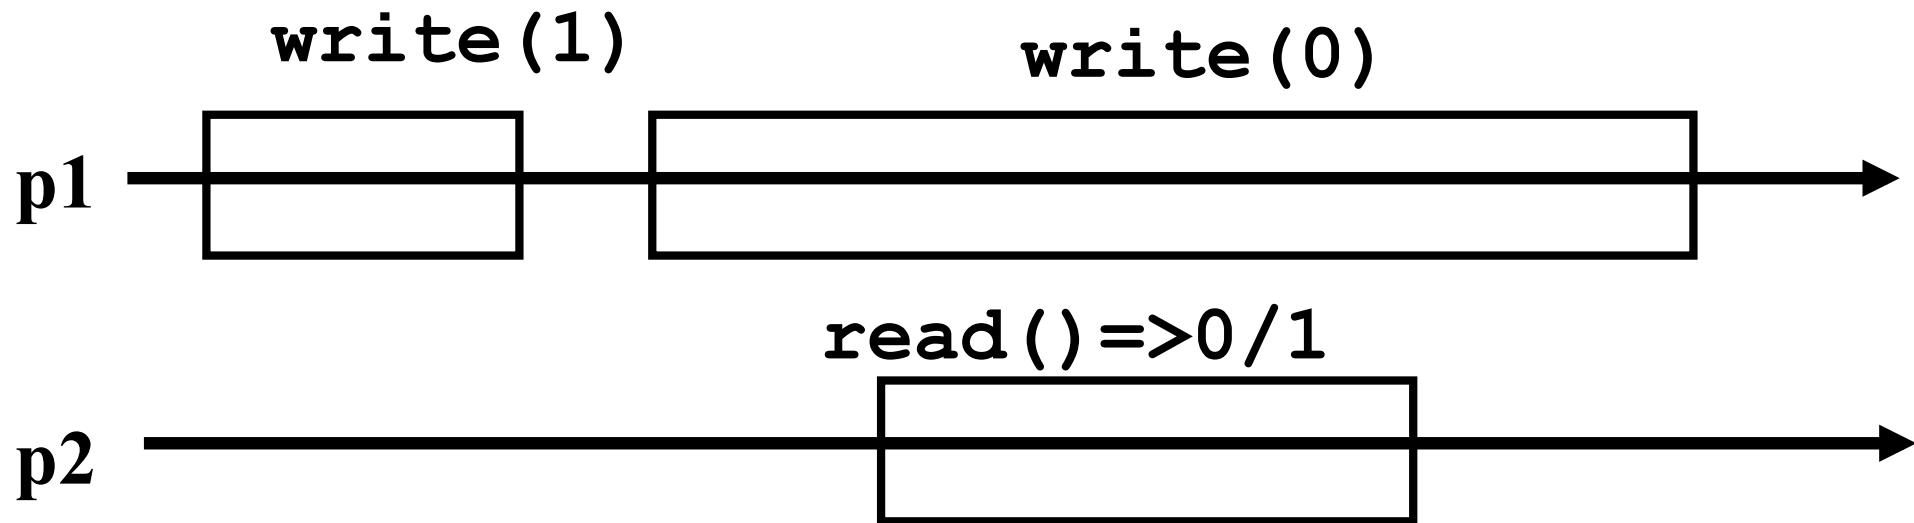 write(1)
write(0)
p1
read()=>0/1
p2